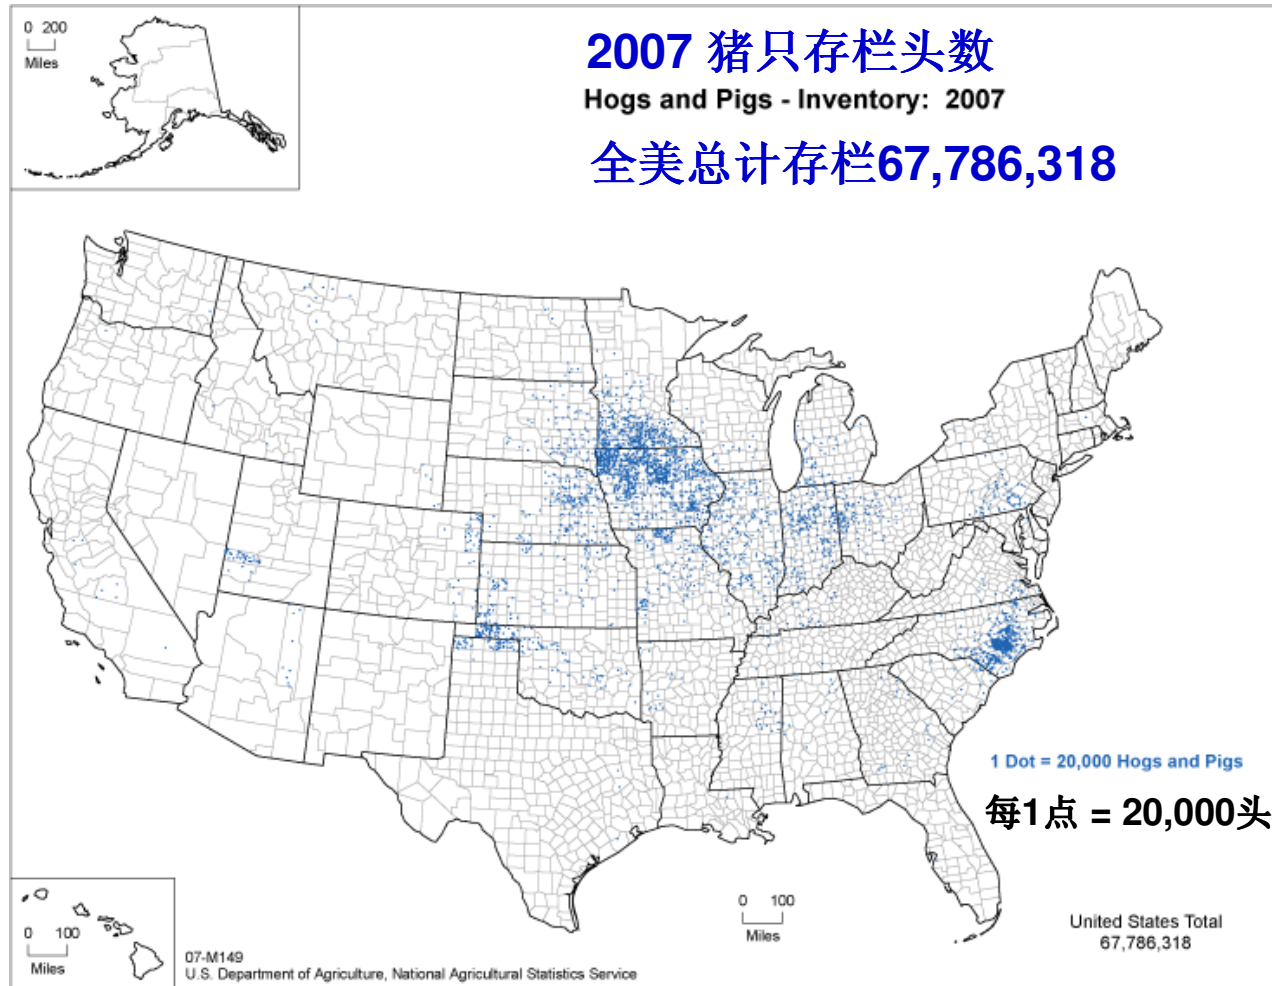 0 200
Miles
2007 猪只存栏头数
Hogs and Pigs - Inventory: 2007
全美总计存栏67,786,318
1 Dot = 20,000 Hogs and Pigs
每1点 = 20,000头
0 100
Miles
0 100
Miles
United States Total
67,786,318
07-M149
U.S. Department of Agriculture, National Agricultural Statistics Service